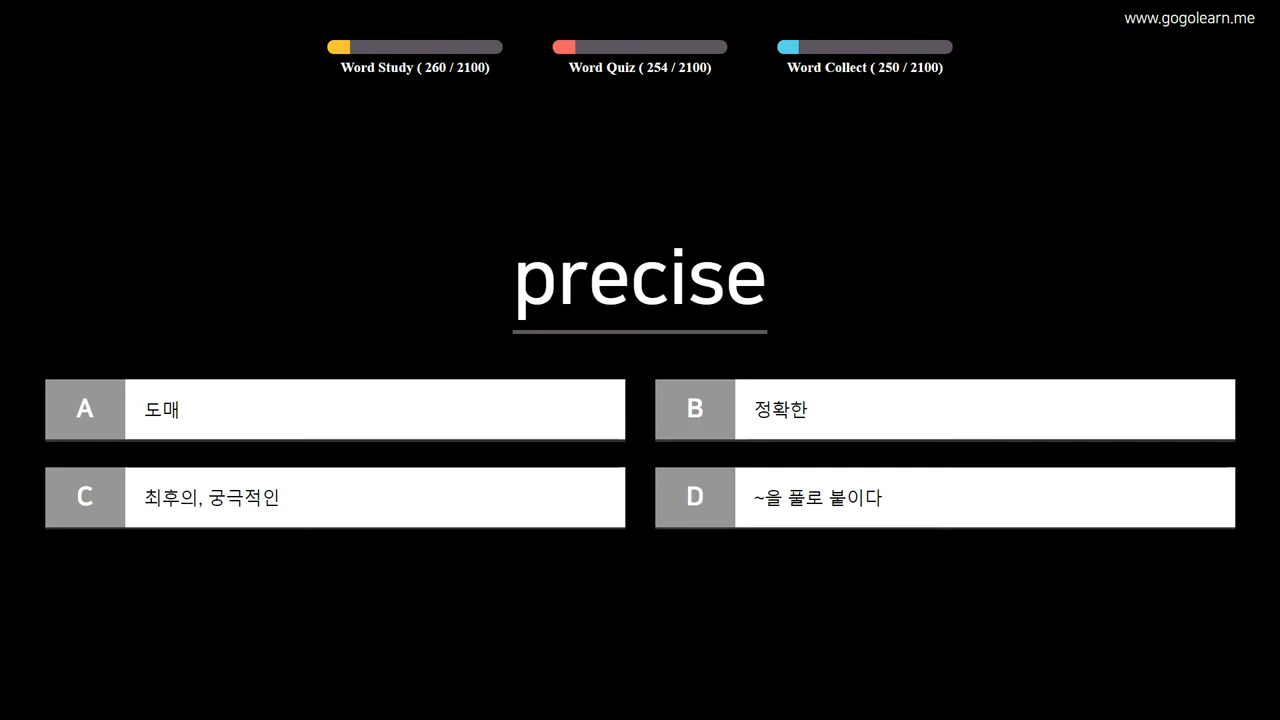 www.gogolearn.me
Word Study ( 260 / 2100)
Word Quiz ( 254 / 2100)
Word Collect ( 250 / 2100)
precise
A 도매
B 정확한
C 최후의, 궁극적인
D ~을 풀로 붙이다